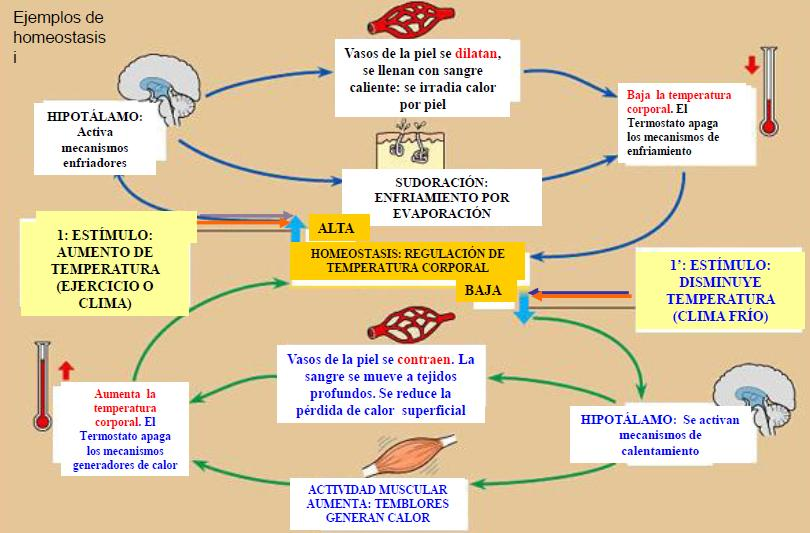 Ejemplos de
homeostasis
i
Vasos de la piel se dilatan,
se llenan con sangre
caliente: se irradia calor
por piel
HIPOTÁLAMO:
Activa
mecanismos
enfriadores
Baja la temperatura
corporal. El
Termostato apaga
los mecanismos de
enfriamiento
SUDORACIÓN:
ENFRIAMIENTO POR
EVAPORACIÓN
1: ESTÍMULO:
AUMENTO DE
TEMPERATURA
(EJERCICIO O
CLIMA)
ALTA
HOMEOSTASIS: REGULACIÓN DE
TEMPERATURA CORPORAL
BAJA
1’: ESTÍMULO:
DISMINUYE
TEMPERATURA
(CLIMA FRÍO)
Vasos de la piel se contraen. La
sangre se mueve a tejidos
profundos. Se reduce la
pérdida de calor superficial
Aumenta la
temperatura
corporal. El
Termostato apaga
los mecanismos
generadores de calor
HIPOTÁLAMO: Se activan
mecanismos de
calentamiento
ACTIVIDAD MUSCULAR
AUMENTA: TEMBLORES
GENERAN CALOR